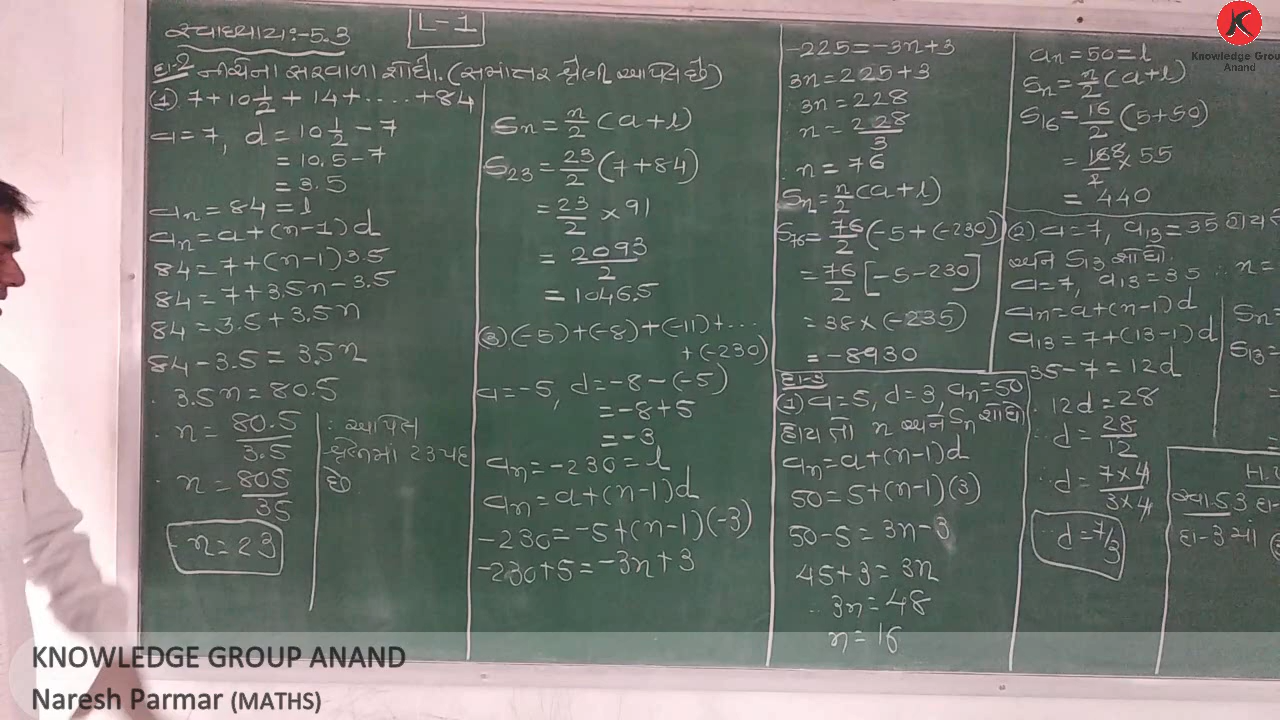 સ્વાધ્યાય:-5.3
L-1
દા-2 નીચેના સરવાળા શોધો. (સમાંતર શ્રેણી આપેલ છે)
(1) 7+10 1/2 + 14 + ..... + 84
a=7, d = 10 1/2 - 7
= 10.5-7
= 3.5
an = 84 = l
an = a+(n-1)d
84 = 7+(n-1)3.5
84 = 7+3.5n-3.5
84 = 3.5+3.5n
84-3.5 = 3.5n
3.5n = 80.5
n = 80.5/3.5
n = 805/35
n = 23
∴ આપેલ
શ્રેણીમા 23 પદ
છે
Sn = n/2 (a+l)
S23 = 23/2 (7+84)
= 23/2 × 91
= 2093/2
= 1046.5
(3) (-5)+(-8)+(-11)+...
+(-230)
a=-5, d=-8-(-5)
= -8+5
= -3
an = -230 = l
an = a+(n-1)d
-230 = -5+(n-1)(-3)
-230+5 = -3n+3
-225 = -3n+3
3n = 225+3
3n = 228
n = 228/3
n = 76
Sn = n/2 (a+l)
S76 = 76/2 (-5+(-230))
= 76/2 [-5-230]
= 38 × (-235)
= -8930
દા-3
(1) a=5, d=3, an=50
હોય તો n અને Sn શોધો
an = a+(n-1)d
50 = 5+(n-1)(3)
50-5 = 3n-3
45+3 = 3n
∴ 3n = 48
n = 16
an = 50 = l
Sn = n/2 (a+l)
S16 = 16/2 (5+50)
= × 55
= 440
(2) a=7, a13=35 હોય
અને S13 શોધો.
a=7, a13=35
an = a+(n-1)d
a13 = 7+(13-1)d
35-7 = 12d
12d = 28
d = 28/12
d = 7×4/3×4
d = 7/3
∴ n =
Sn =
S13 =
=
=
સ્વા.5.3 દા-
દા-3 માં
K
Knowledge Group
Anand
KNOWLEDGE GROUP ANAND
Naresh Parmar (MATHS)